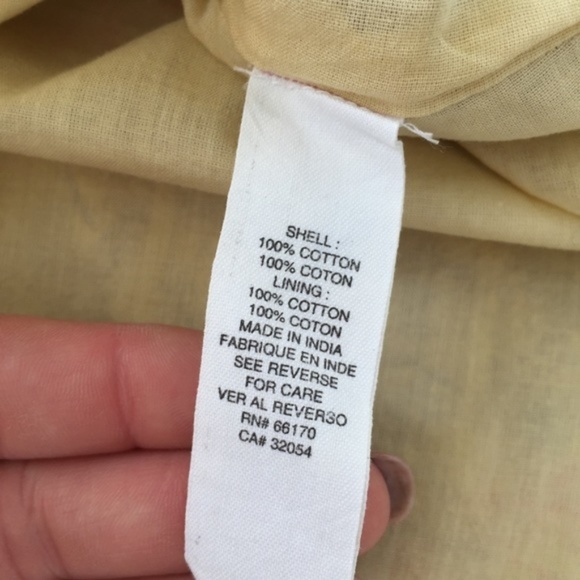 SHELL :
100% COTTON
100% COTON
LINING :
100% COTTON
100% COTON
MADE IN INDIA
FABRIQUE EN INDE
SEE REVERSE
FOR CARE
VER AL REVERSO
RN# 66170
CA# 32054